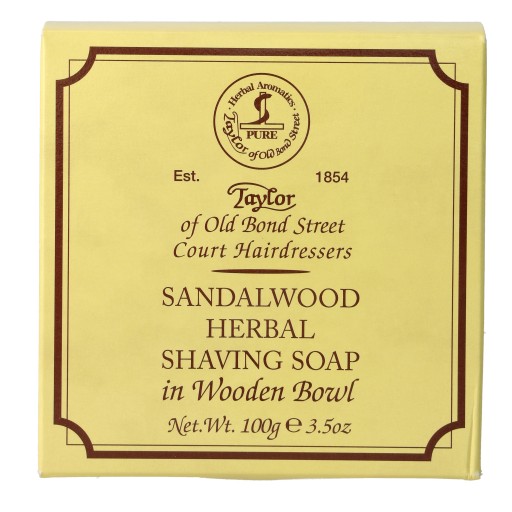 · Herbal Aromatics ·
PURE
Taylor of Old Bond Street
Est. 1854
Taylor
of Old Bond Street
Court Hairdressers
SANDALWOOD
HERBAL
SHAVING SOAP
in Wooden Bowl
Net.Wt. 100g ℮ 3.5oz